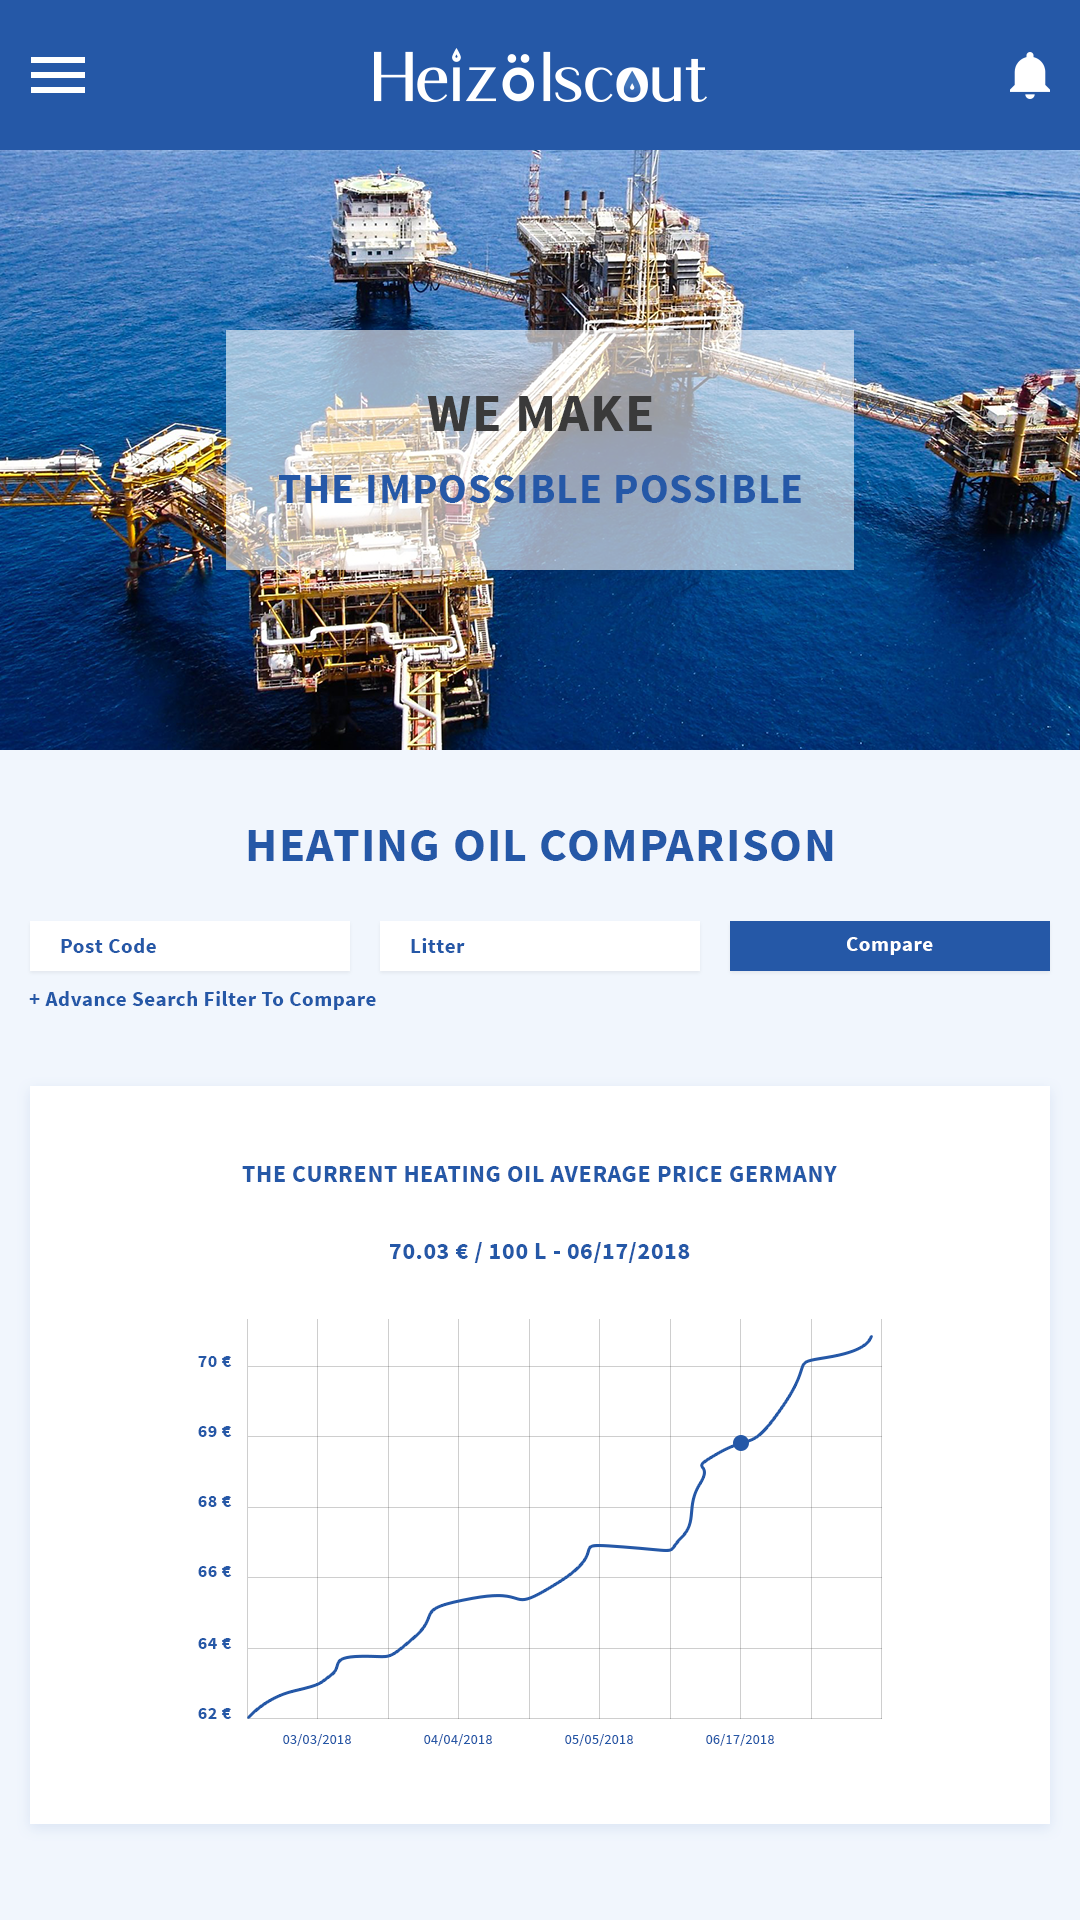 Heizölscout
WE MAKE
THE IMPOSSIBLE POSSIBLE
HEATING OIL COMPARISON
Post Code
Litter
Compare
+ Advance Search Filter To Compare
THE CURRENT HEATING OIL AVERAGE PRICE GERMANY
70.03 € / 100 L - 06/17/2018
70 €
69 €
68 €
66 €
64 €
62 €
03/03/2018 04/04/2018 05/05/2018 06/17/2018